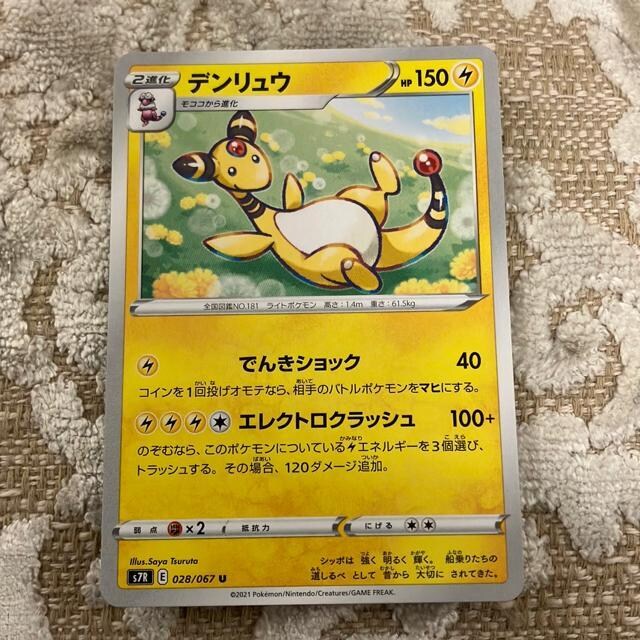 2進化 デンリュウ HP 150
モココから進化
全国図鑑NO.181 ライトポケモン 高さ:1.4m 重さ:61.5kg
でんきショック 40
コインを1回投げオモテなら、相手のバトルポケモンをマヒにする。
エレクトロクラッシュ 100+
のぞむなら、このポケモンについているエネルギーを3個選び、
トラッシュする。その場合、120ダメージ追加。
弱点 ×2 抵抗力 にげる
Illus.Saya Tsuruta
シッポは 強く 明るく 輝く。 船乗りたちの
道しるべ として 昔から 大切に されてきた。
s7R E 028/067 U
©2021 Pokémon/Nintendo/Creatures/GAME FREAK.